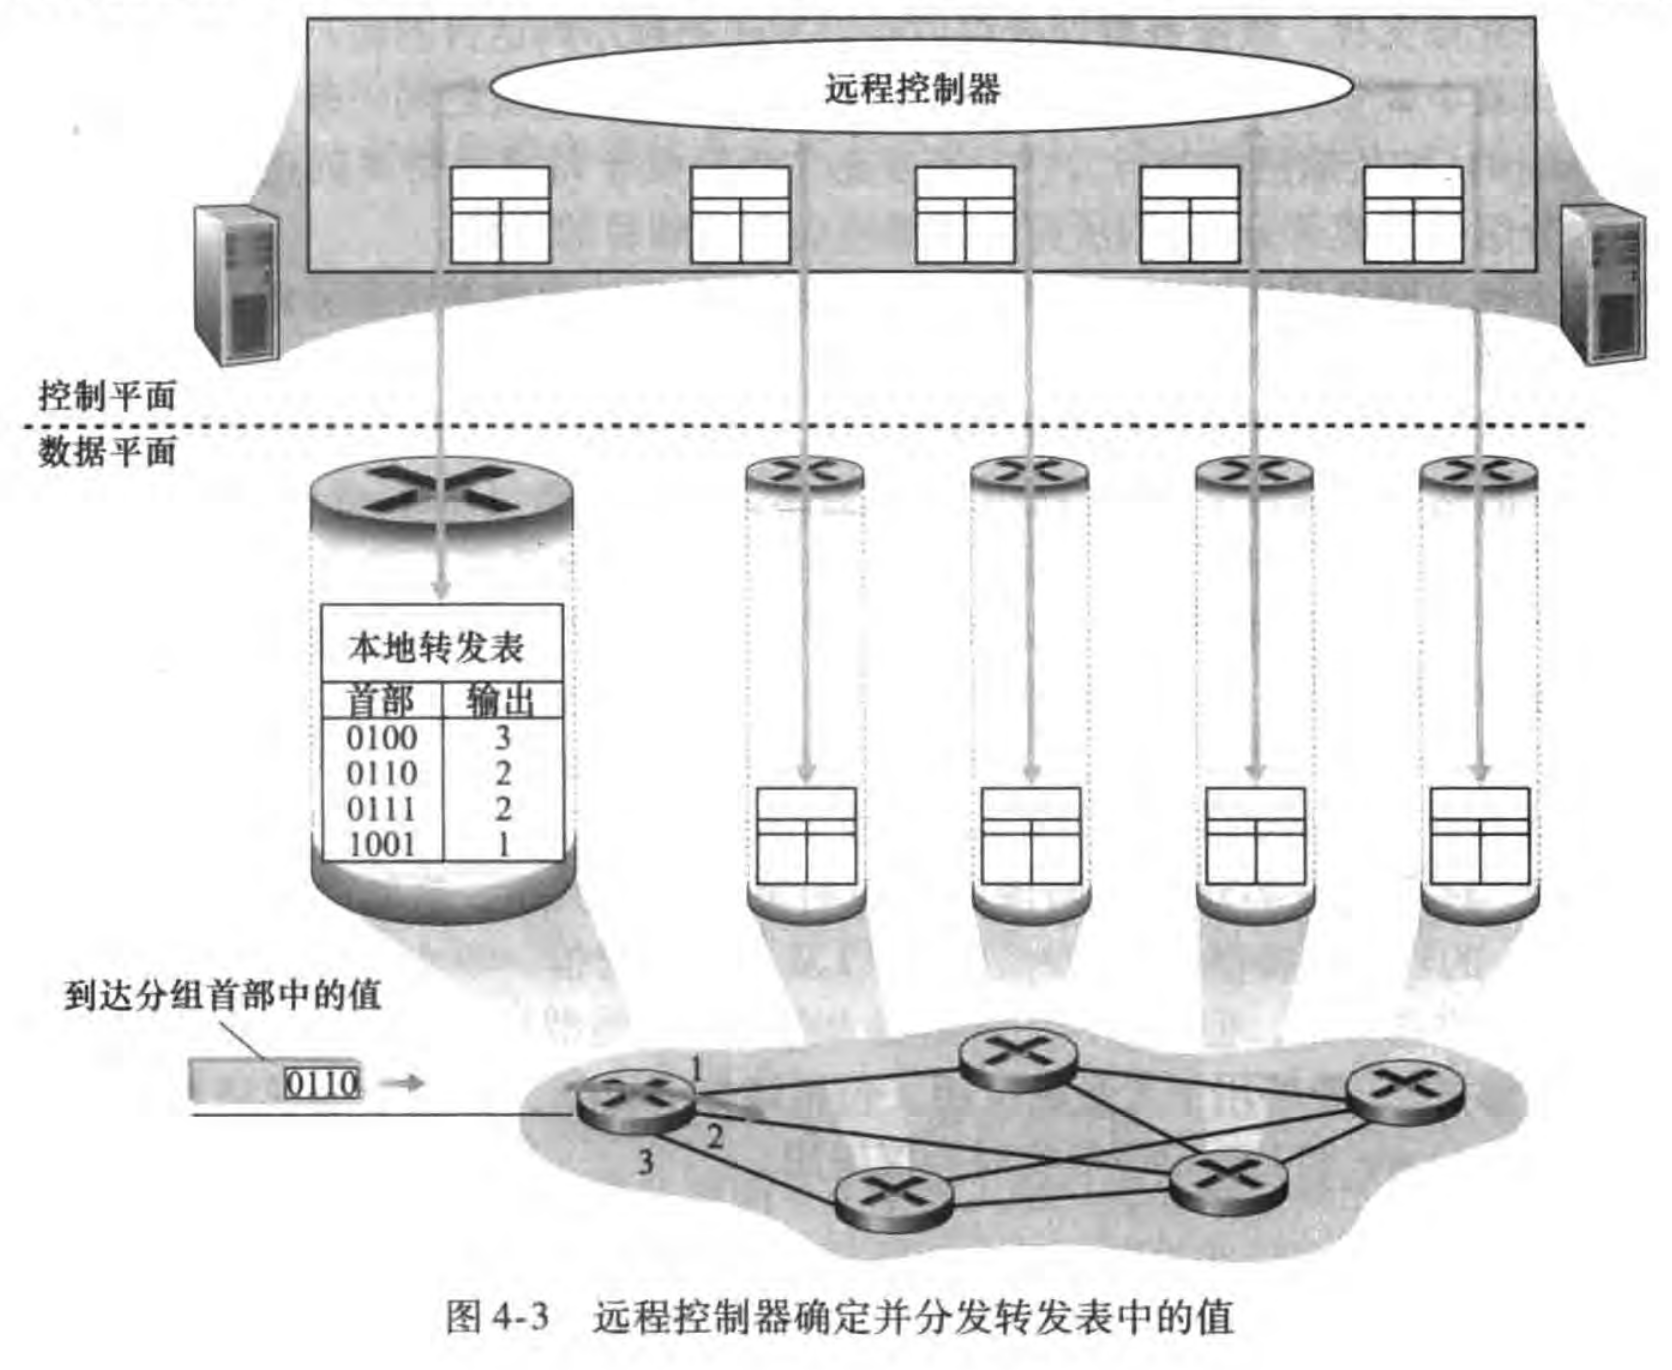 远程控制器
控制平面
数据平面
本地转发表
首部 输出
0100 3
0110 2
0111 2
1001 1
到达分组首部中的值
0110
1
2
3
图 4-3 远程控制器确定并分发转发表中的值